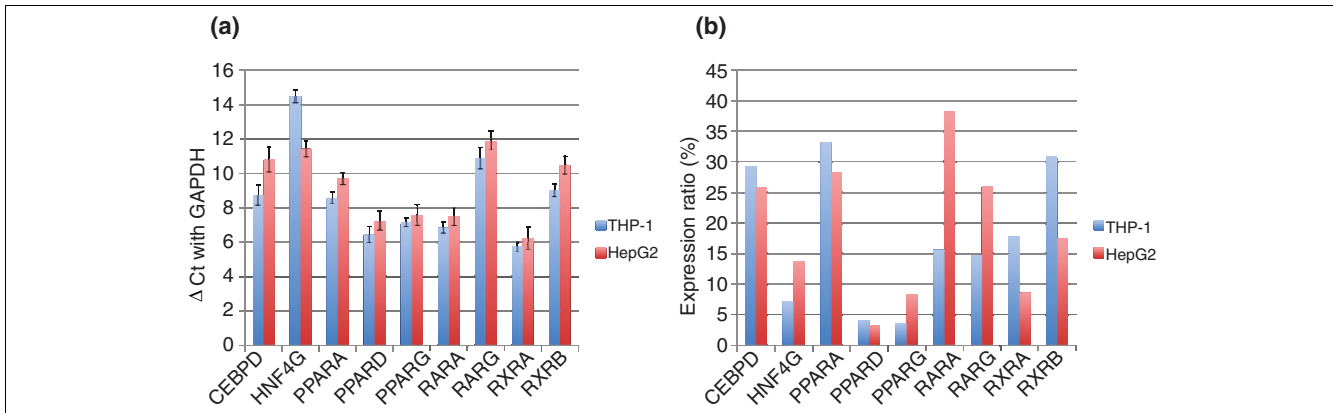 (a)
16
14
12
10
8
6
4
2
0
Δ Ct with GAPDH
CEBPD
HNF4G
PPARA
PPARD
PPARG
RARA
RARG
RXRA
RXRB
THP-1
HepG2
(b)
45
40
35
30
25
20
15
10
5
0
Expression ratio (%)
CEBPD
HNF4G
PPARA
PPARD
PPARG
RARA
RARG
RXRA
RXRB
THP-1
HepG2